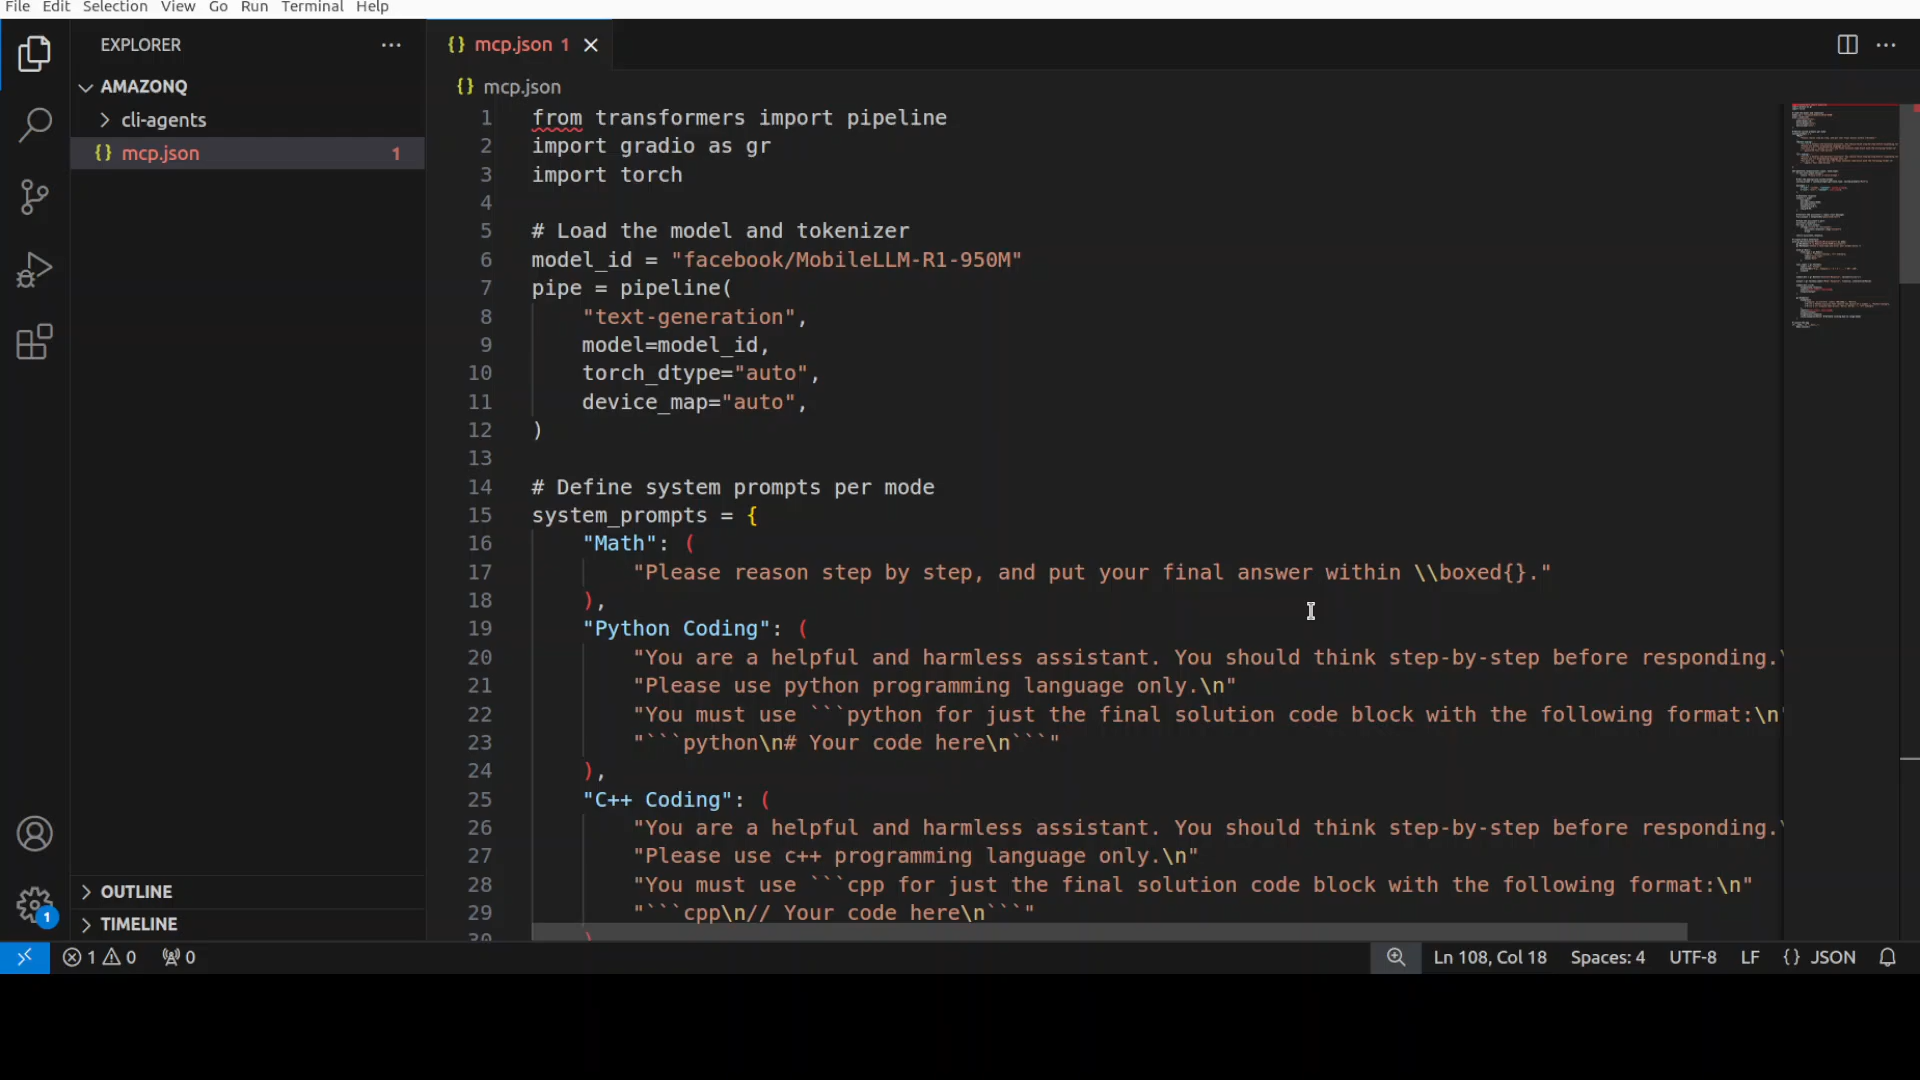 File Edit Selection View Go Run Terminal Help
EXPLORER
mcp.json 1
AMAZONQ
cli-agents
mcp.json 1
mcp.json
1 from transformers import pipeline
2 import gradio as gr
3 import torch
4
5 # Load the model and tokenizer
6 model_id = "facebook/MobileLLM-R1-950M"
7 pipe = pipeline(
8 "text-generation",
9 model=model_id,
10 torch_dtype="auto",
11 device_map="auto",
12 )
13
14 # Define system prompts per mode
15 system_prompts = {
16 "Math": (
17 "Please reason step by step, and put your final answer within \\boxed{}."
18 ),
19 "Python Coding": (
20 "You are a helpful and harmless assistant. You should think step-by-step before responding.\
21 "Please use python programming language only.\n"
22 "You must use ```python for just the final solution code block with the following format:\n"
23 "```python\n# Your code here\n```"
24 ),
25 "C++ Coding": (
26 "You are a helpful and harmless assistant. You should think step-by-step before responding.\
27 "Please use c++ programming language only.\n"
28 "You must use ```cpp for just the final solution code block with the following format:\n"
29 "```cpp\n// Your code here\n```"
30 )
OUTLINE
TIMELINE
1
1 0 0
Ln 108, Col 18 Spaces: 4 UTF-8 LF {} JSON